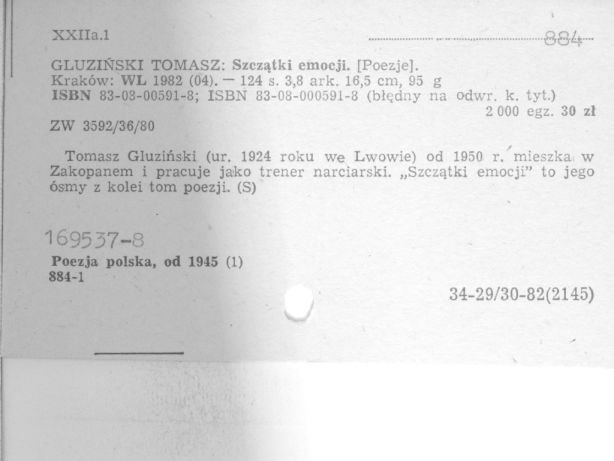 XXIIa.1
884
GLUZIŃSKI TOMASZ: Szczątki emocji. [Poezje].
Kraków: WL 1982 (04). — 124 s. 3,8 ark. 16,5 cm, 95 g
ISBN 83-03-00591-8; ISBN 83-08-000591-8 (błędny na odwr. k. tyt.)
2 000 egz. 30 zł
ZW 3592/36/80
Tomasz Gluziński (ur. 1924 roku we Lwowie) od 1950 r. mieszka w
Zakopanem i pracuje jako trener narciarski. „Szczątki emocji” to jego
ósmy z kolei tom poezji. (S)
169537-8
Poezja polska, od 1945 (1)
884-1
34-29/30-82(2145)